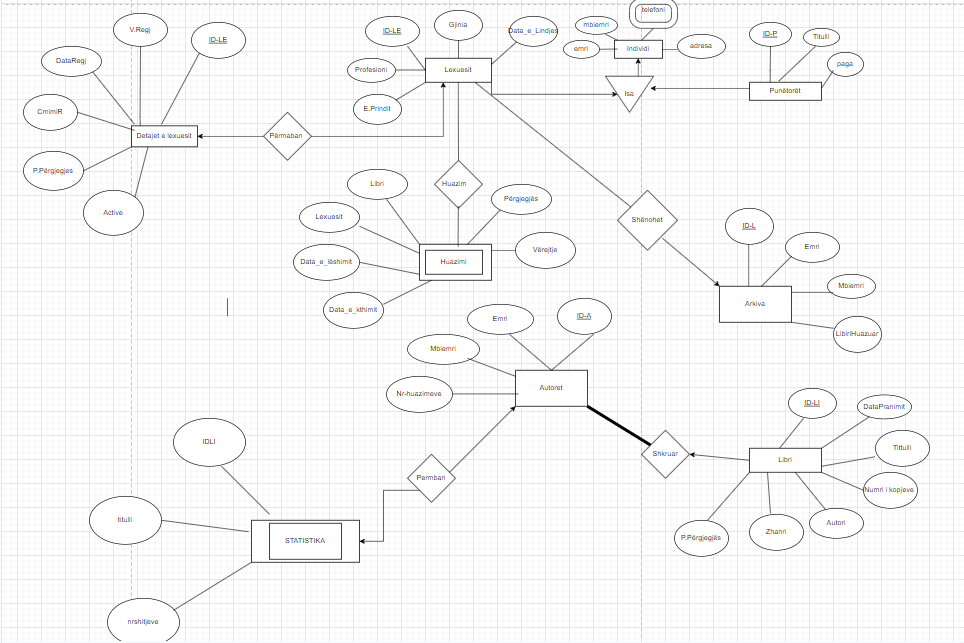 telefoni
V.Regj
ID-LE
ID-LE
Gjinia
Data_e_Lindjes
mbiemri
emri
Individi
adresa
ID-P
Titulli
paga
DataRegj
Profesioni
Lexuesit
E.Prindit
Isa
Punëtorët
CmimiR
Detajet e lexuesit
Përmaban
P.Përgjegjes
Active
Libri
Huazim
Përgjegjës
Lexuesit
Shënohet
ID-L
Emri
Vërejtje
Data_e_lëshimit
Huazimi
Mbiemri
Data_e_kthimit
Arkiva
LibiriHuazuar
Emri
ID-A
Mbiemri
Nr-huazimeve
Autoret
ID-LI
DataPranimit
IDLI
Shkruar
Libri
Tittulli
Permban
Numri i kopjeve
titulli
STATISTIKA
P.Përgjegjës
Zhanri
Autori
nrshitjeve